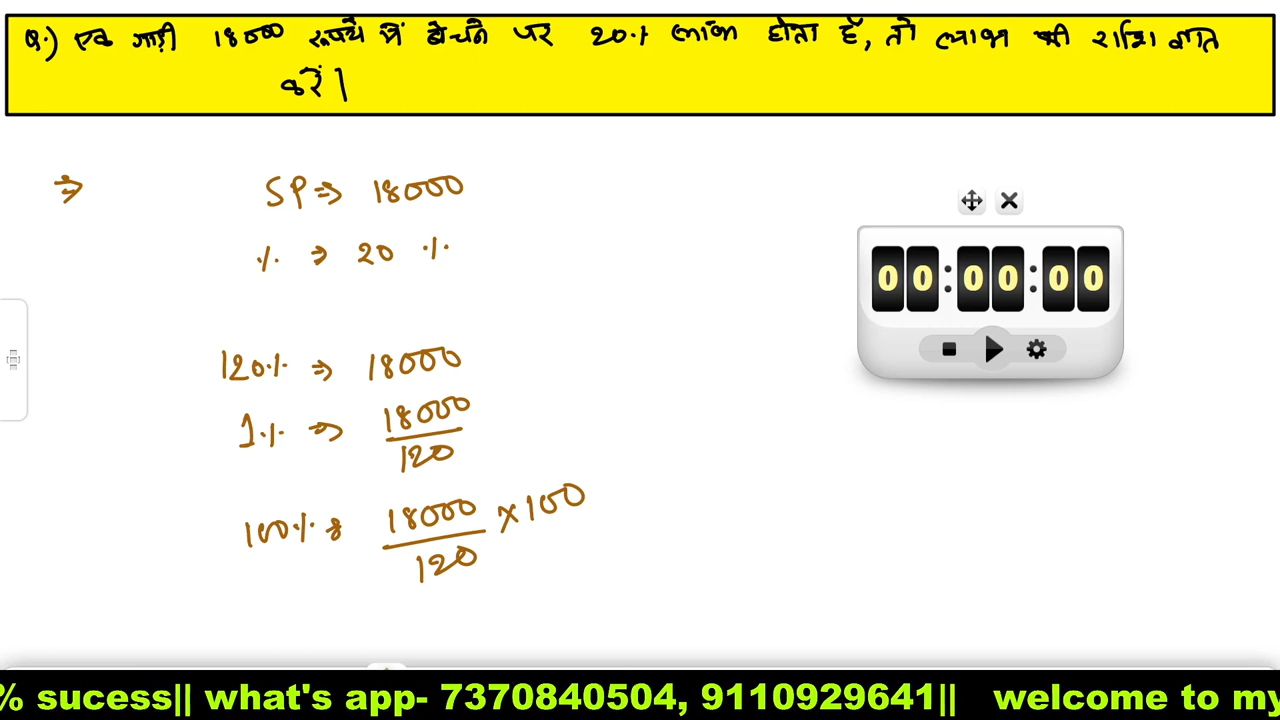 Q.) एक गाड़ी 18000 रूपये में बेचने पर 20% लाभ होता है, तो लाभ की राशि ज्ञात
करें।
⇒ SP ⇒ 18000
% ⇒ 20 %
120% ⇒ 18000
1% ⇒ 18000/120
100% ⇒ 18000/120 × 100
00:00:00
% sucess|| what's app- 7370840504, 9110929641|| welcome to my